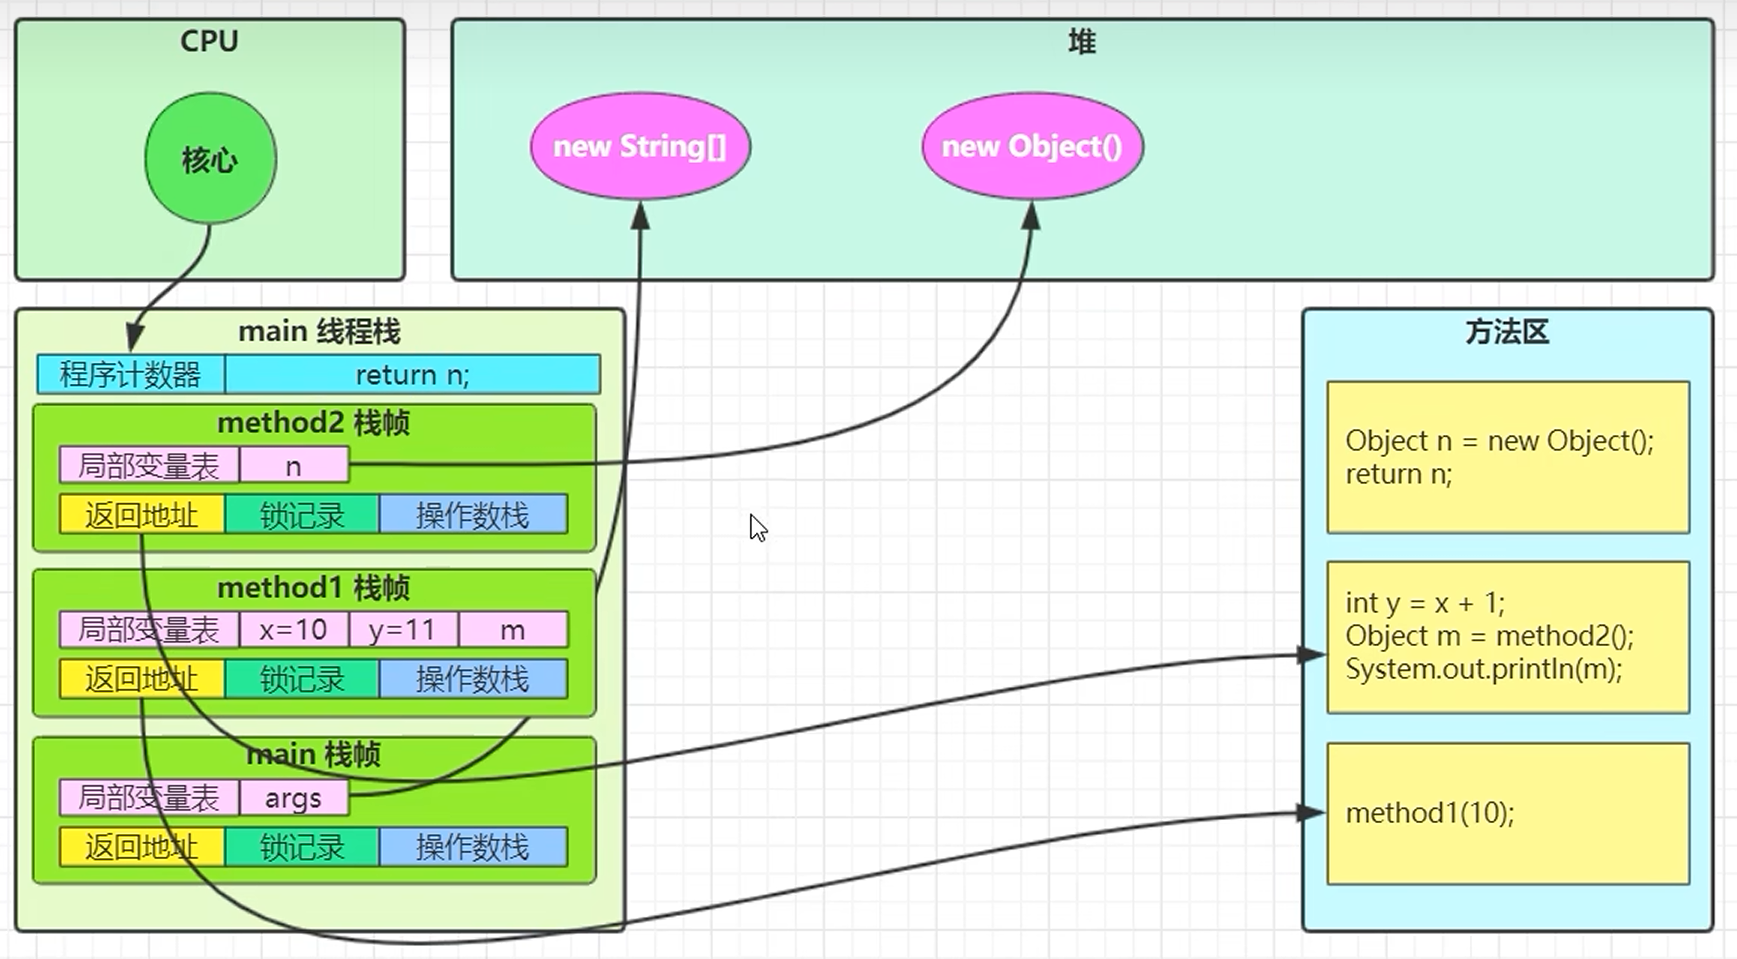 CPU
核心
堆
new String[]
new Object()
main 线程栈
程序计数器
return n;
method2 栈帧
局部变量表
n
返回地址
锁记录
操作数栈
method1 栈帧
局部变量表
x=10
y=11
m
返回地址
锁记录
操作数栈
main 栈帧
局部变量表
args
返回地址
锁记录
操作数栈
方法区
Object n = new Object();
return n;
int y = x + 1;
Object m = method2();
System.out.println(m);
method1(10);